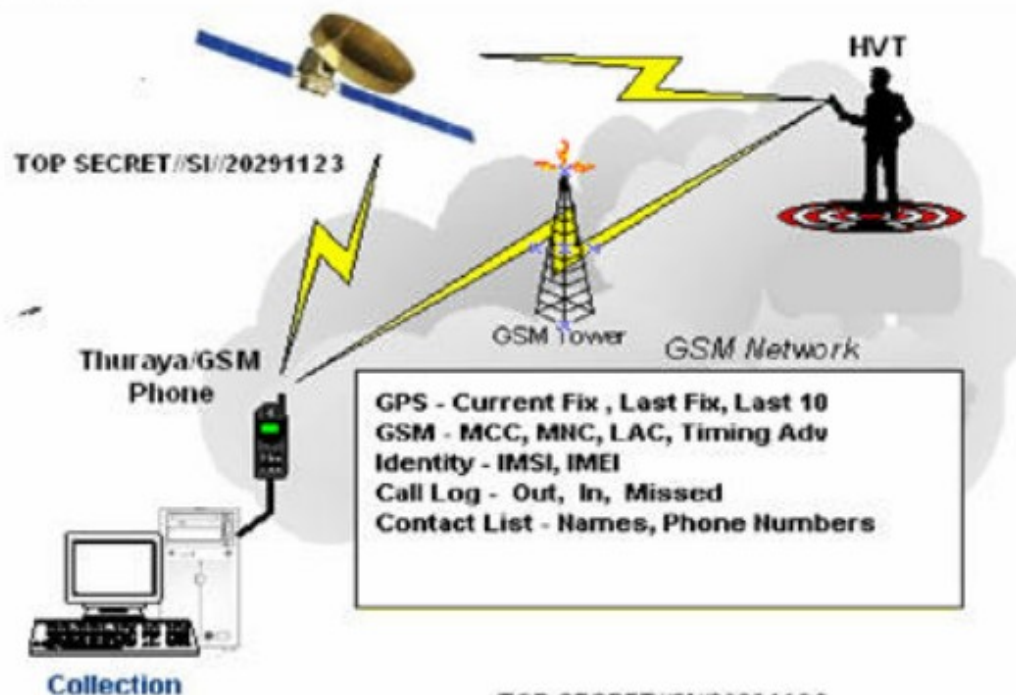 HVT
TOP SECRET//SI//20291123
GSM Tower
GSM Network
Thuraya/GSM
Phone
GPS - Current Fix , Last Fix, Last 10
GSM - MCC, MNC, LAC, Timing Adv
Identity - IMSI, IMEI
Call Log - Out, In, Missed
Contact List - Names, Phone Numbers
Collection